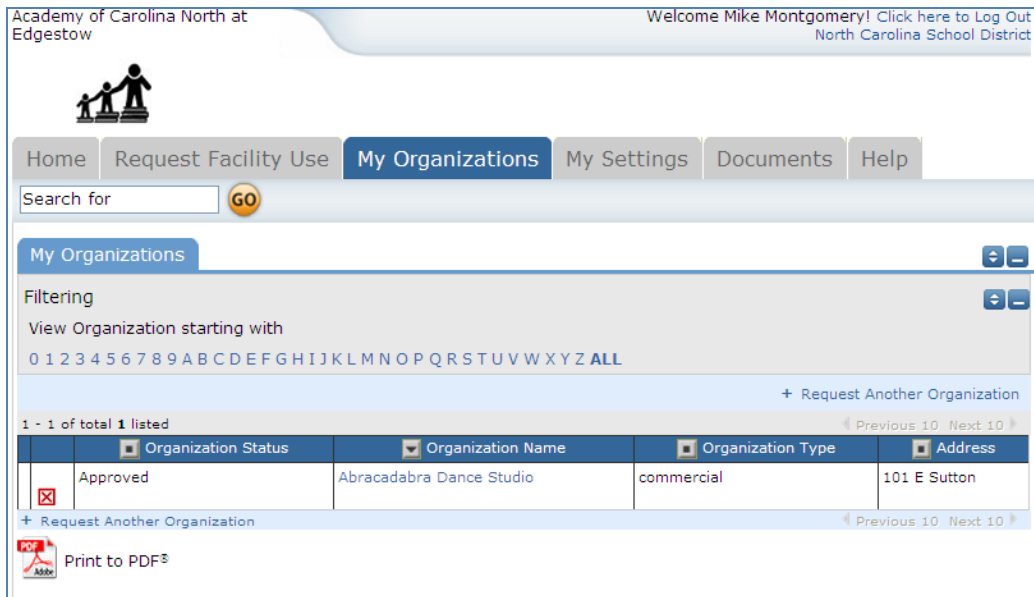 Academy of Carolina North at
Edgestow
Welcome Mike Montgomery! Click here to Log Out
North Carolina School District
Home Request Facility Use My Organizations My Settings Documents Help
Search for GO
My Organizations
Filtering
View Organization starting with
0 1 2 3 4 5 6 7 8 9 A B C D E F G H I J K L M N O P Q R S T U V W X Y Z ALL
+ Request Another Organization
1 - 1 of total 1 listed Previous 10 Next 10
Organization Status Organization Name Organization Type Address
Approved Abracadabra Dance Studio commercial 101 E Sutton
+ Request Another Organization Previous 10 Next 10
PDF Adobe Print to PDF®